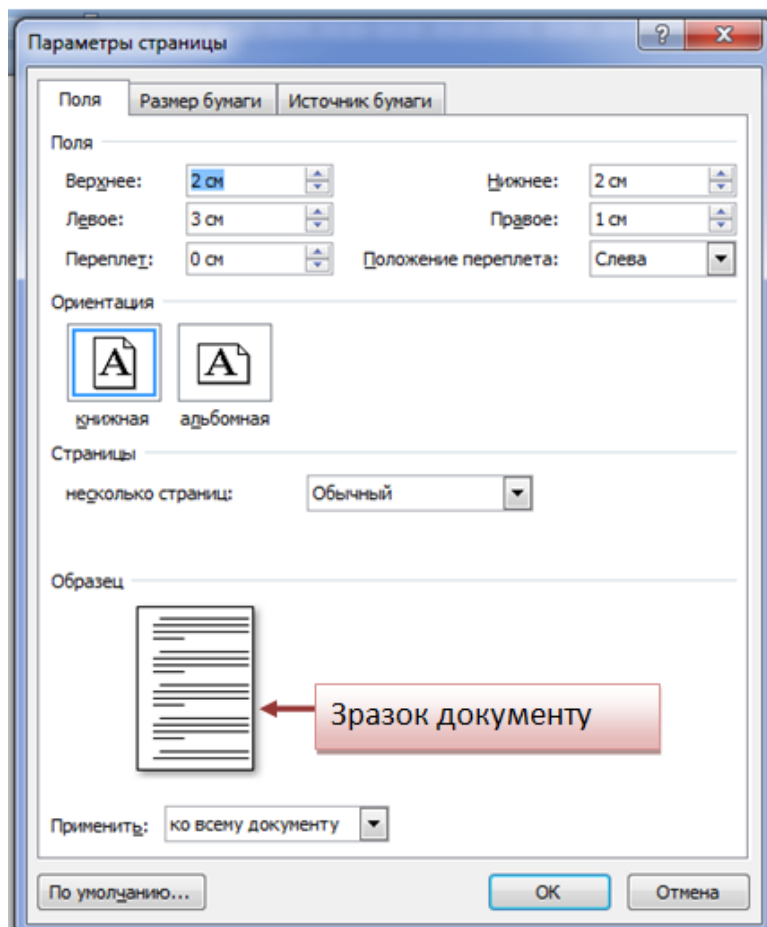 Параметры страницы
Поля Размер бумаги Источник бумаги
Поля
Верхнее: 2 см Нижнее: 2 см
Левое: 3 см Правое: 1 см
Переплет: 0 см Положение переплета: Слева
Ориентация
A A
книжная альбомная
Страницы
несколько страниц: Обычный
Образец
Зразок документу
Применить: ко всему документу
По умолчанию... ОК Отмена